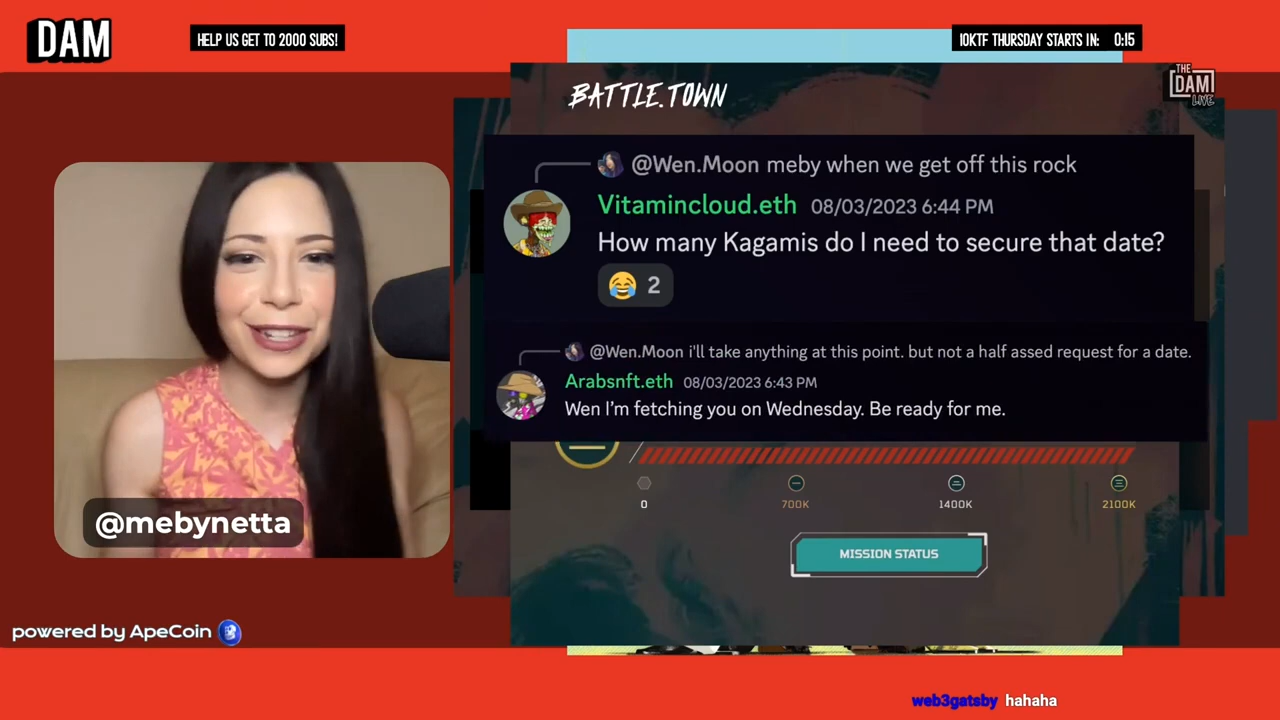 DAM
HELP US GET TO 2000 SUBS!
10KTF THURSDAY STARTS IN: 0:15
THE DAM LIVE
BATTLE.TOWN
@Wen.Moon meby when we get off this rock
Vitamincloud.eth 08/03/2023 6:44 PM
How many Kagamis do I need to secure that date?
😂 2
@Wen.Moon i'll take anything at this point. but not a half assed request for a date.
Arabsnft.eth 08/03/2023 6:43 PM
Wen I'm fetching you on Wednesday. Be ready for me.
0 700K 1400K 2100K
MISSION STATUS
@mebynetta
powered by ApeCoin
web3gatsby hahaha